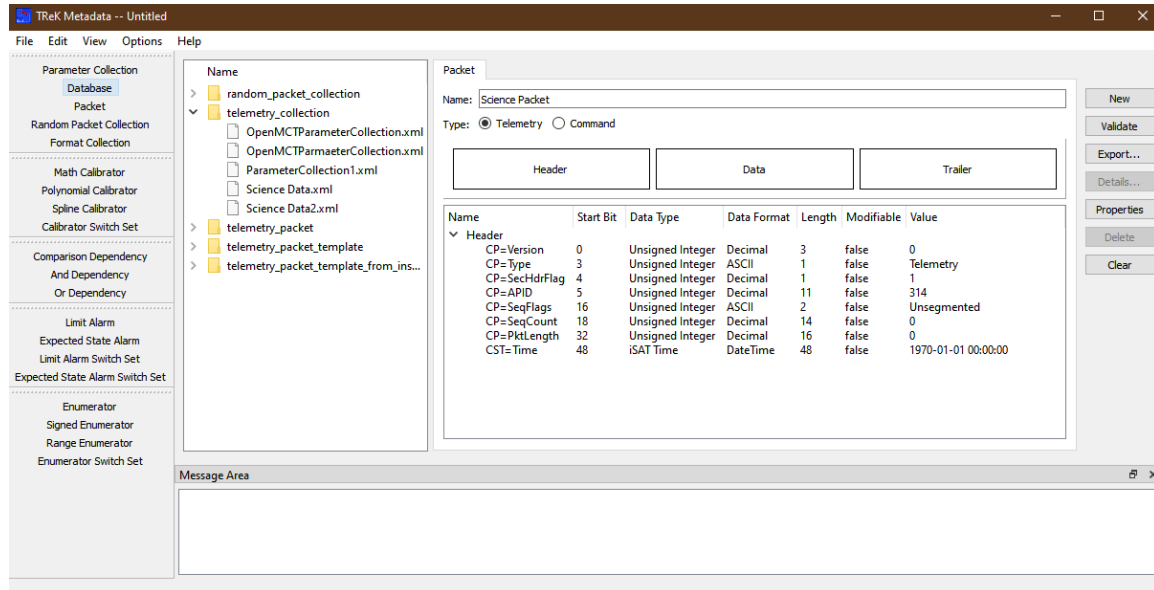 TReK Metadata -- Untitled
File Edit View Options Help
Parameter Collection
Database
Packet
Random Packet Collection
Format Collection
Math Calibrator
Polynomial Calibrator
Spline Calibrator
Calibrator Switch Set
Comparison Dependency
And Dependency
Or Dependency
Limit Alarm
Expected State Alarm
Limit Alarm Switch Set
Expected State Alarm Switch Set
Enumerator
Signed Enumerator
Range Enumerator
Enumerator Switch Set
Name
random_packet_collection
telemetry_collection
OpenMCTParameterCollection.xml
OpenMCTParmaeterCollection.xml
ParameterCollection1.xml
Science Data.xml
Science Data2.xml
telemetry_packet
telemetry_packet_template
telemetry_packet_template_from_ins...
Packet
Name: Science Packet
Type: Telemetry Command
Header Data Trailer
Name Start Bit Data Type Data Format Length Modifiable Value
Header
CP=Version 0 Unsigned Integer Decimal 3 false 0
CP=Type 3 Unsigned Integer ASCII 1 false Telemetry
CP=SecHdrFlag 4 Unsigned Integer Decimal 1 false 1
CP=APID 5 Unsigned Integer Decimal 11 false 314
CP=SeqFlags 16 Unsigned Integer ASCII 2 false Unsegmented
CP=SeqCount 18 Unsigned Integer Decimal 14 false 0
CP=PktLength 32 Unsigned Integer Decimal 16 false 0
CST=Time 48 iSAT Time DateTime 48 false 1970-01-01 00:00:00
New
Validate
Export...
Details...
Properties
Delete
Clear
Message Area